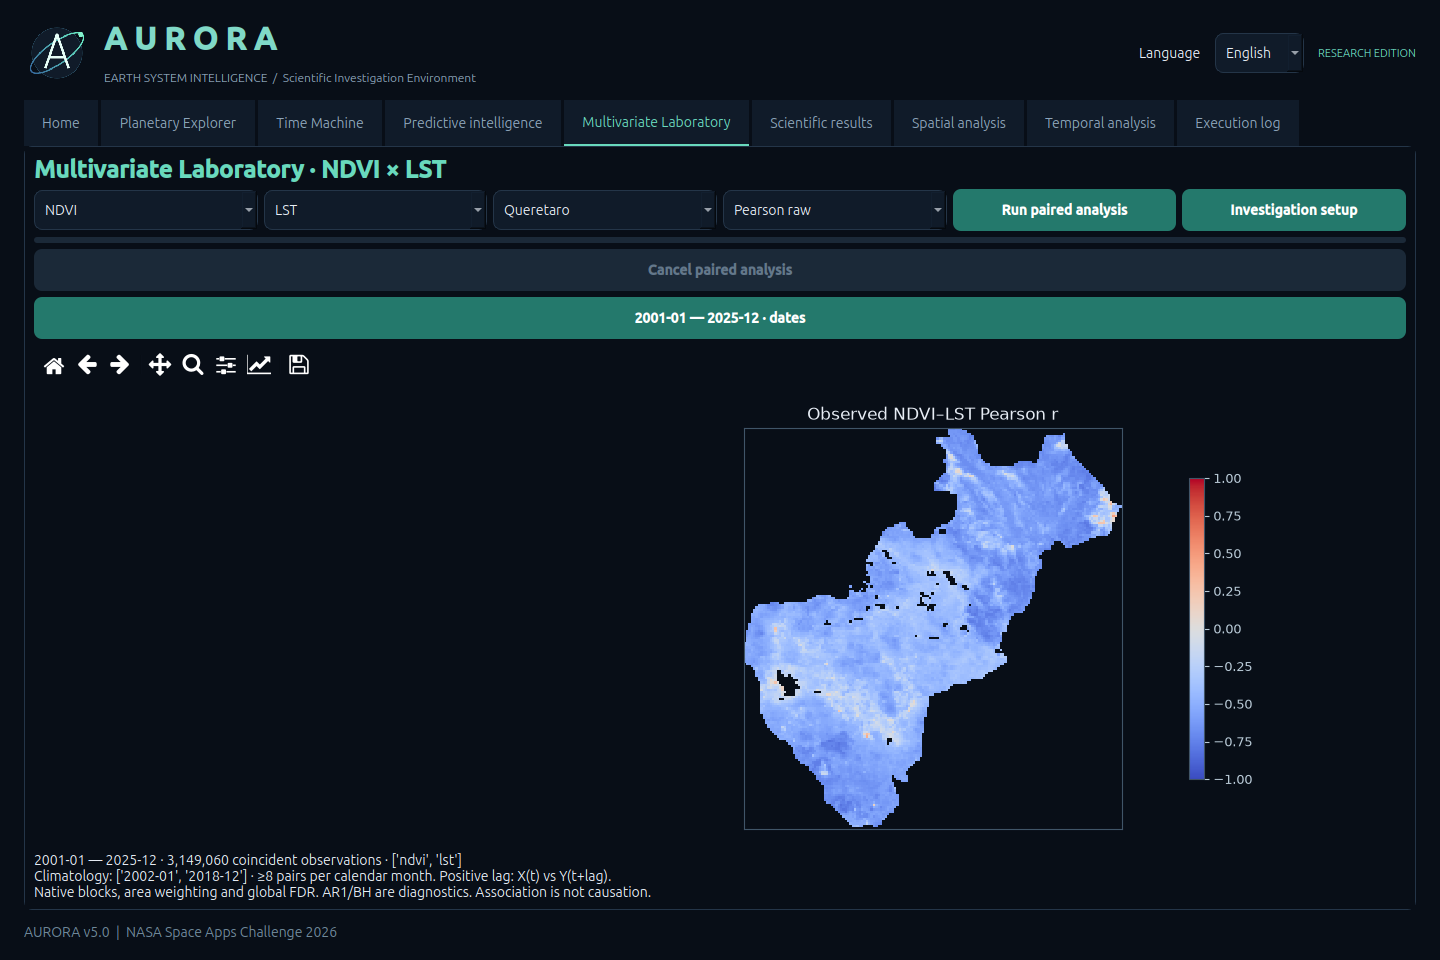 A
AURORA
EARTH SYSTEM INTELLIGENCE / Scientific Investigation Environment
Language
English
RESEARCH EDITION
Home
Planetary Explorer
Time Machine
Predictive intelligence
Multivariate Laboratory
Scientific results
Spatial analysis
Temporal analysis
Execution log
Multivariate Laboratory · NDVI × LST
NDVI
LST
Queretaro
Pearson raw
Run paired analysis
Investigation setup
Cancel paired analysis
2001-01 — 2025-12 · dates
Observed NDVI–LST Pearson r
1.00
0.75
0.50
0.25
0.00
−0.25
−0.50
−0.75
−1.00
2001-01 — 2025-12 · 3,149,060 coincident observations · ['ndvi', 'lst']
Climatology: ['2002-01', '2018-12'] · ≥8 pairs per calendar month. Positive lag: X(t) vs Y(t+lag).
Native blocks, area weighting and global FDR. AR1/BH are diagnostics. Association is not causation.
AURORA v5.0 | NASA Space Apps Challenge 2026